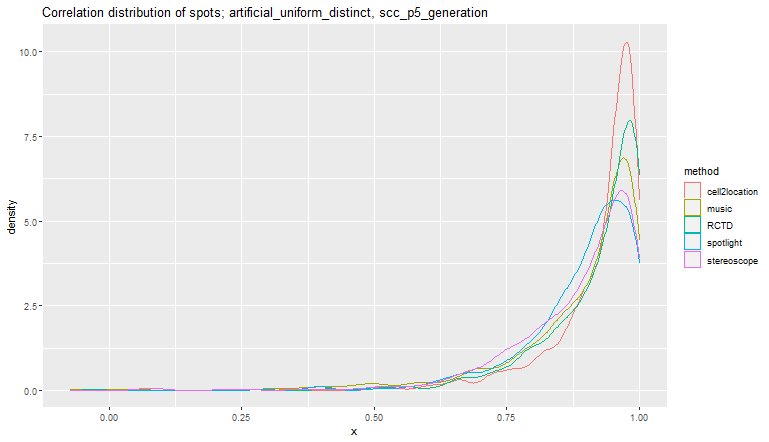 Correlation distribution of spots; artificial_uniform_distinct, scc_p5_generation
10.0
7.5
5.0
2.5
0.0
density
0.00
0.25
0.50
0.75
1.00
x
method
cell2location
music
RCTD
spotlight
stereoscope